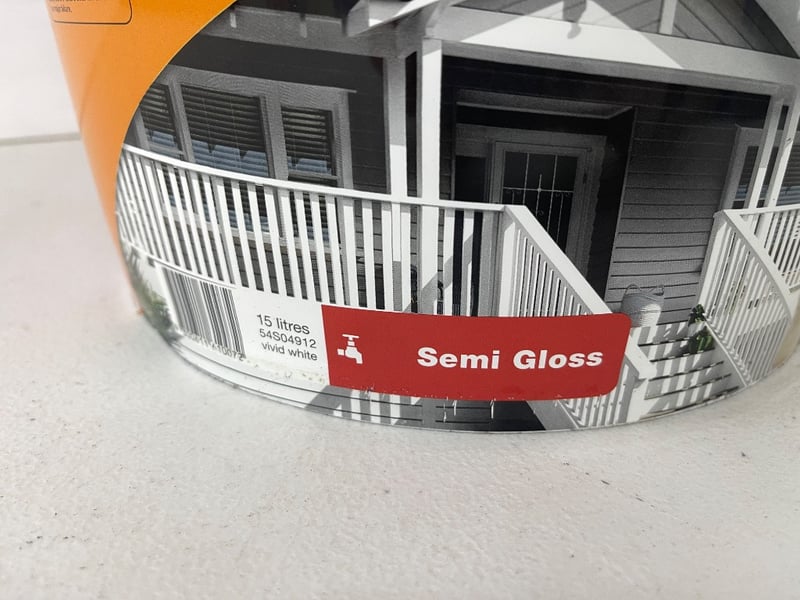 15 litres
54S04912
vivid white
Semi Gloss